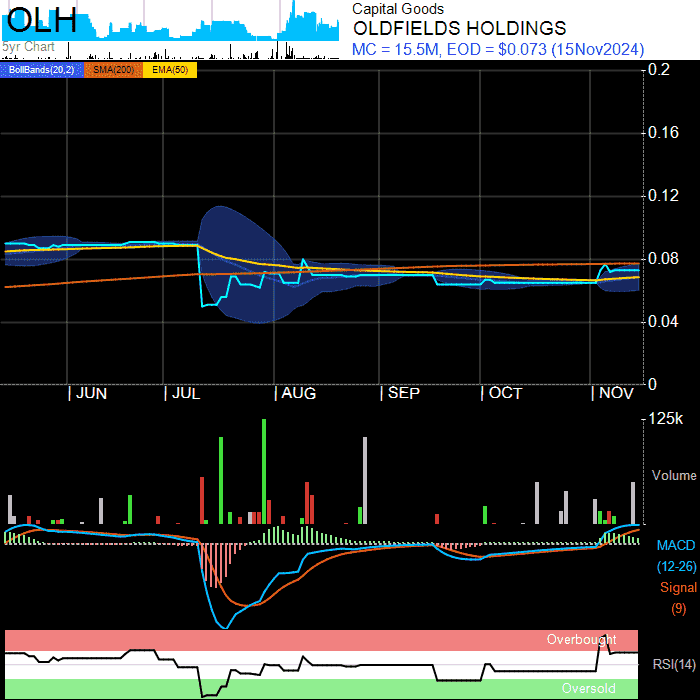 OLH
5yr Chart
Capital Goods
OLDFIELDS HOLDINGS
MC = 15.5M, EOD = $0.073 (15Nov2024)
BollBands(20,2) SMA(200) EMA(50)
0.2
0.16
0.12
0.08
0.04
0
| JUN | JUL | AUG | SEP | OCT | NOV
125k
Volume
MACD
(12-26)
Signal
(9)
Overbought
RSI(14)
Oversold